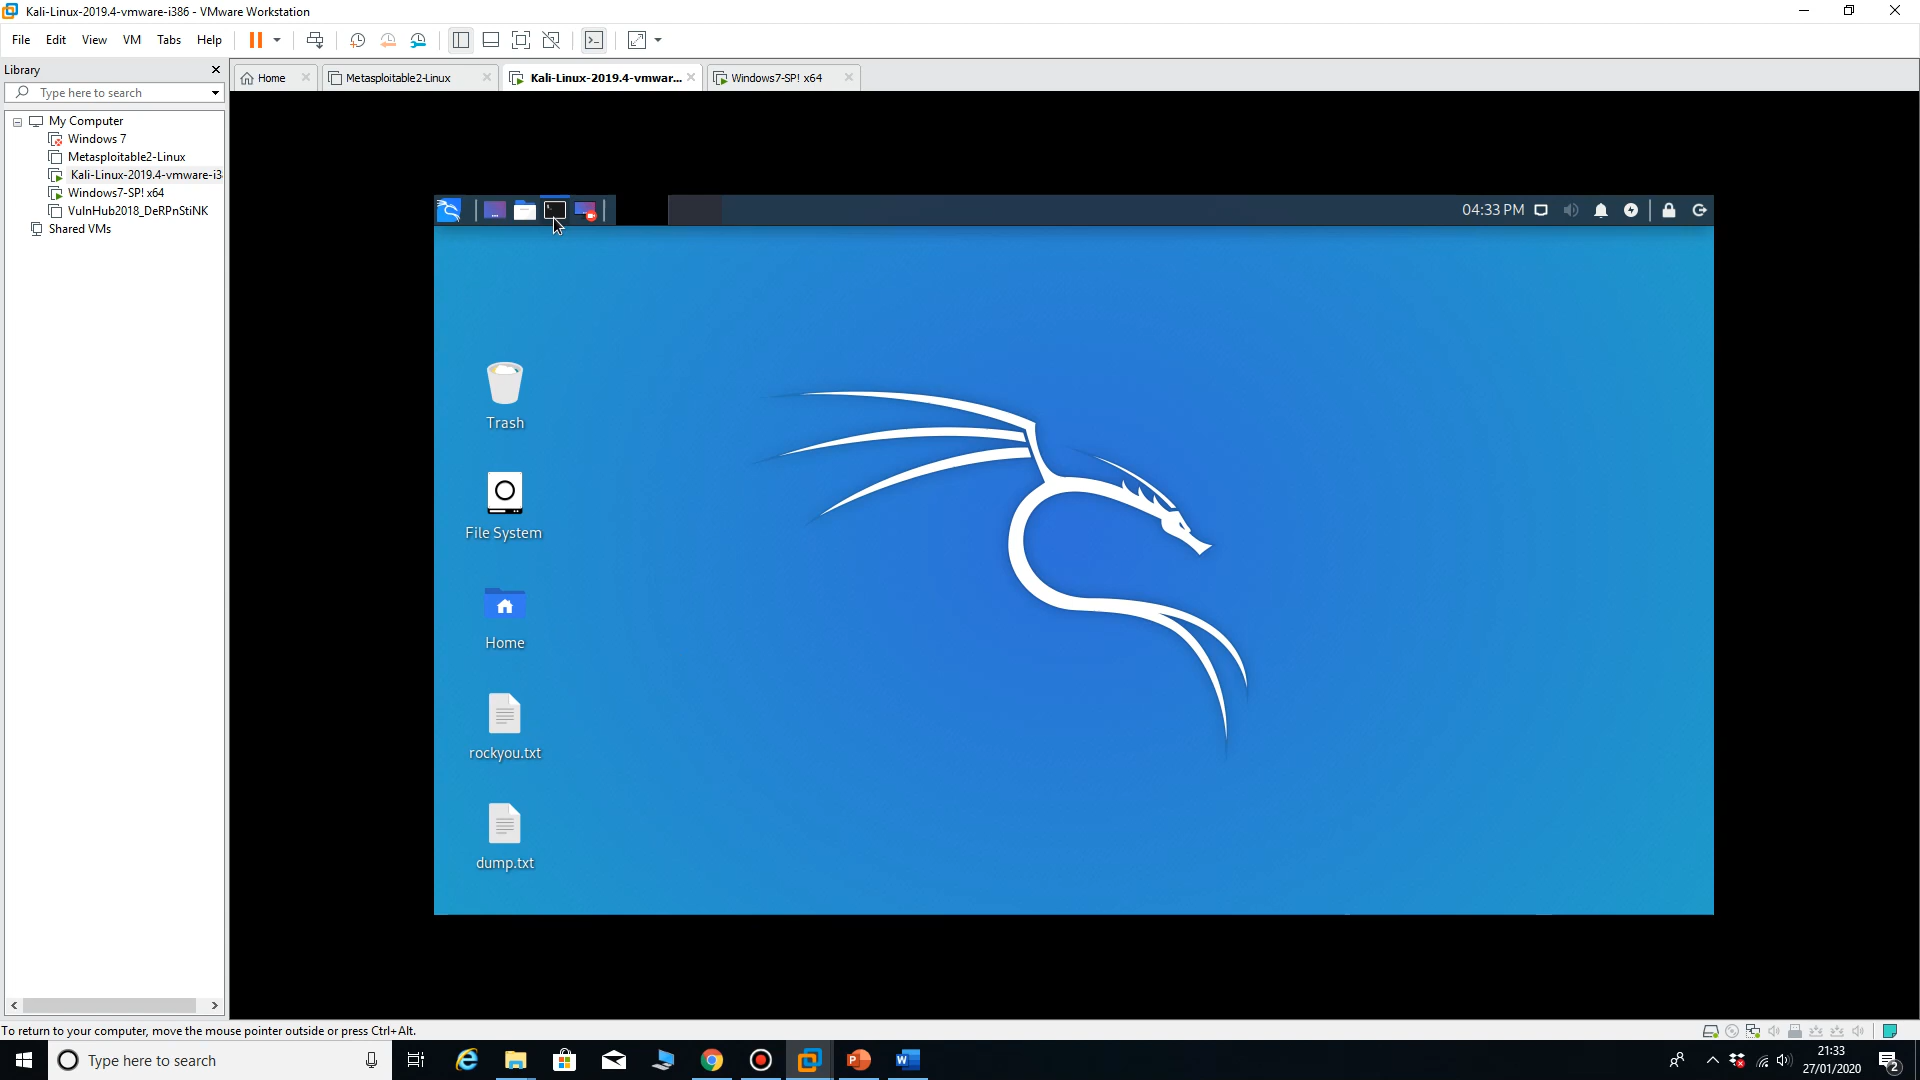 Kali-Linux-2019.4-vmware-i386 - VMware Workstation
File Edit View VM Tabs Help
Library
Type here to search
Home
Metasploitable2-Linux
Kali-Linux-2019.4-vmwar...
Windows7-SP! x64
My Computer
Windows 7
Metasploitable2-Linux
Kali-Linux-2019.4-vmware-i3
Windows7-SP! x64
VulnHub2018_DeRPnStiNK
Shared VMs
04:33 PM
Trash
File System
Home
rockyou.txt
dump.txt
To return to your computer, move the mouse pointer outside or press Ctrl+Alt.
Type here to search
21:33
27/01/2020
2